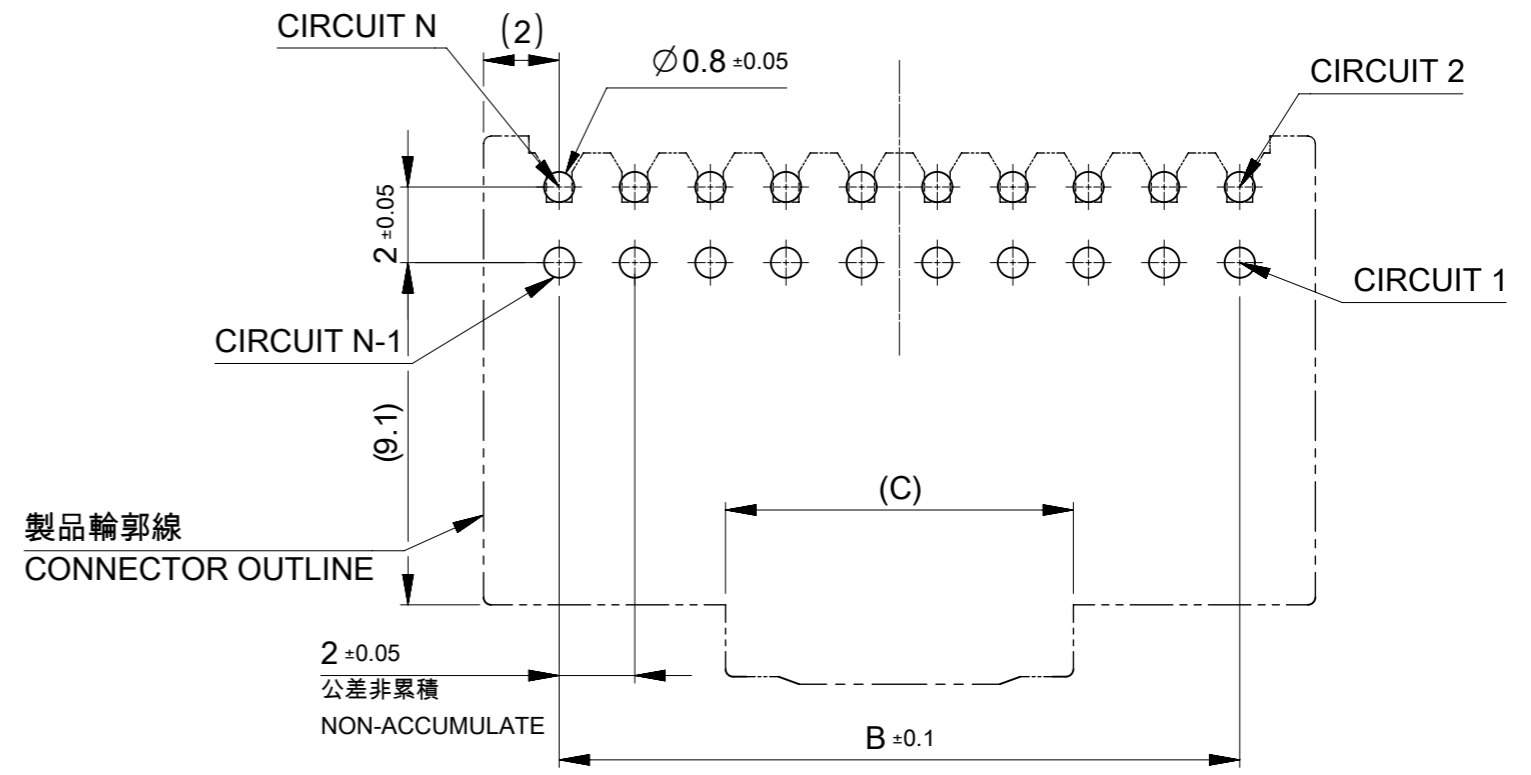 CIRCUIT N
(2)
∅0.8 ±0.05
CIRCUIT 2
2 ±0.05
CIRCUIT 1
CIRCUIT N-1
(9.1)
(C)
製品輪郭線
CONNECTOR OUTLINE
2 ±0.05
公差非累積
NON-ACCUMULATE
B ±0.1